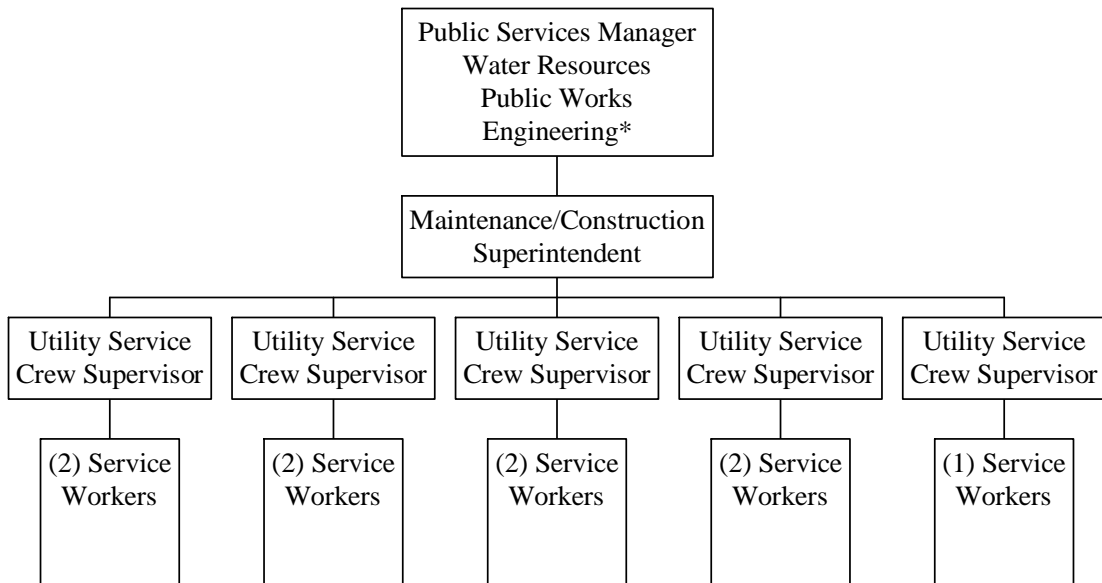 Public Services Manager
Water Resources
Public Works
Engineering*
Maintenance/Construction
Superintendent
Utility Service
Crew Supervisor
Utility Service
Crew Supervisor
Utility Service
Crew Supervisor
Utility Service
Crew Supervisor
Utility Service
Crew Supervisor
(2) Service
Workers
(2) Service
Workers
(2) Service
Workers
(2) Service
Workers
(1) Service
Workers